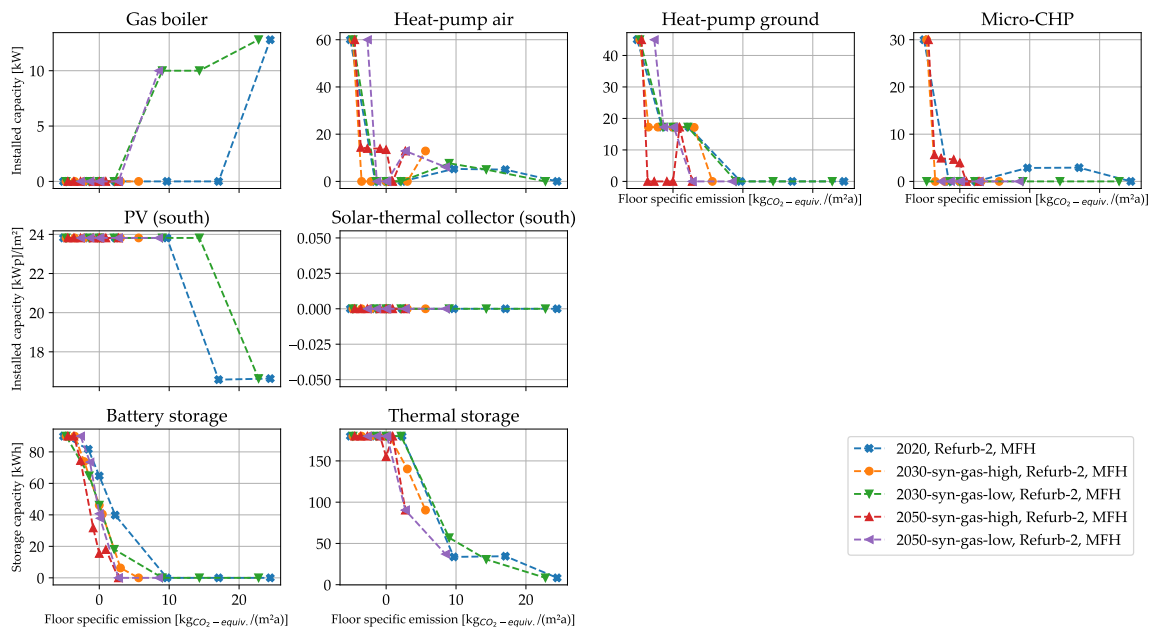 Gas boiler
Heat-pump air
Heat-pump ground
Micro-CHP
Installed capacity [kW]
10
5
0
60
40
20
0
40
20
0
30
20
10
0
Floor specific emission [kgCO2−equiv./(m²a)]
Floor specific emission [kgCO2−equiv./(m²a)]
PV (south)
Solar-thermal collector (south)
Installed capacity [kWp]/[m²]
24
22
20
18
0.050
0.025
0.000
−0.025
−0.050
Battery storage
Thermal storage
Storage capacity [kWh]
80
60
40
20
0
150
100
50
0
0 10 20
0 10 20
Floor specific emission [kgCO2−equiv./(m²a)]
Floor specific emission [kgCO2−equiv./(m²a)]
2020, Refurb-2, MFH
2030-syn-gas-high, Refurb-2, MFH
2030-syn-gas-low, Refurb-2, MFH
2050-syn-gas-high, Refurb-2, MFH
2050-syn-gas-low, Refurb-2, MFH